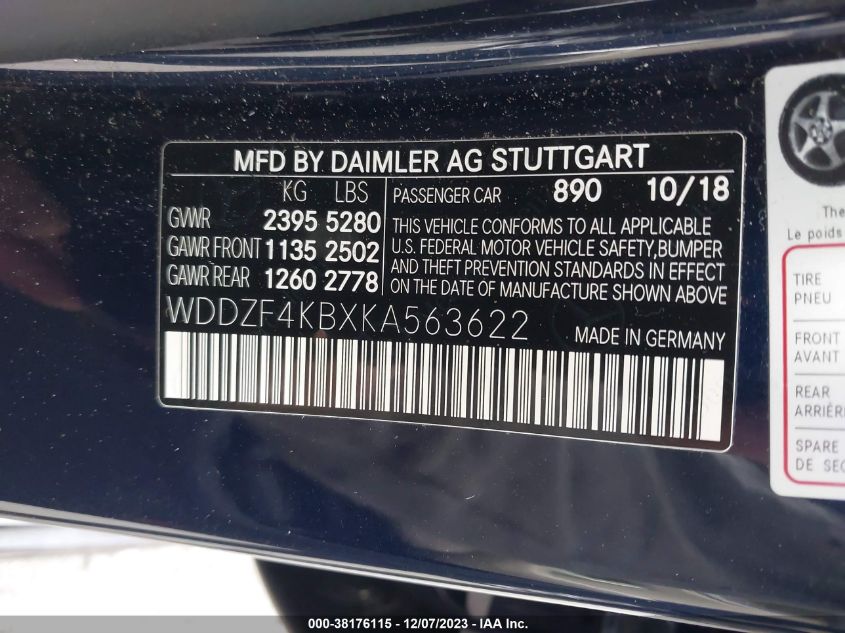 MFD BY DAIMLER AG STUTTGART
KG LBS
GVWR 2395 5280
GAWR FRONT 1135 2502
GAWR REAR 1260 2778
PASSENGER CAR 890 10/18
THIS VEHICLE CONFORMS TO ALL APPLICABLE
U.S. FEDERAL MOTOR VEHICLE SAFETY,BUMPER
AND THEFT PREVENTION STANDARDS IN EFFECT
ON THE DATE OF MANUFACTURE SHOWN ABOVE.
WDDZF4KBXKA563622
MADE IN GERMANY
The
Le poids
TIRE
PNEU
FRONT
AVANT
REAR
ARRIÈRE
SPARE
DE
000-38176115 — 12/07/2023 — IAA Inc.